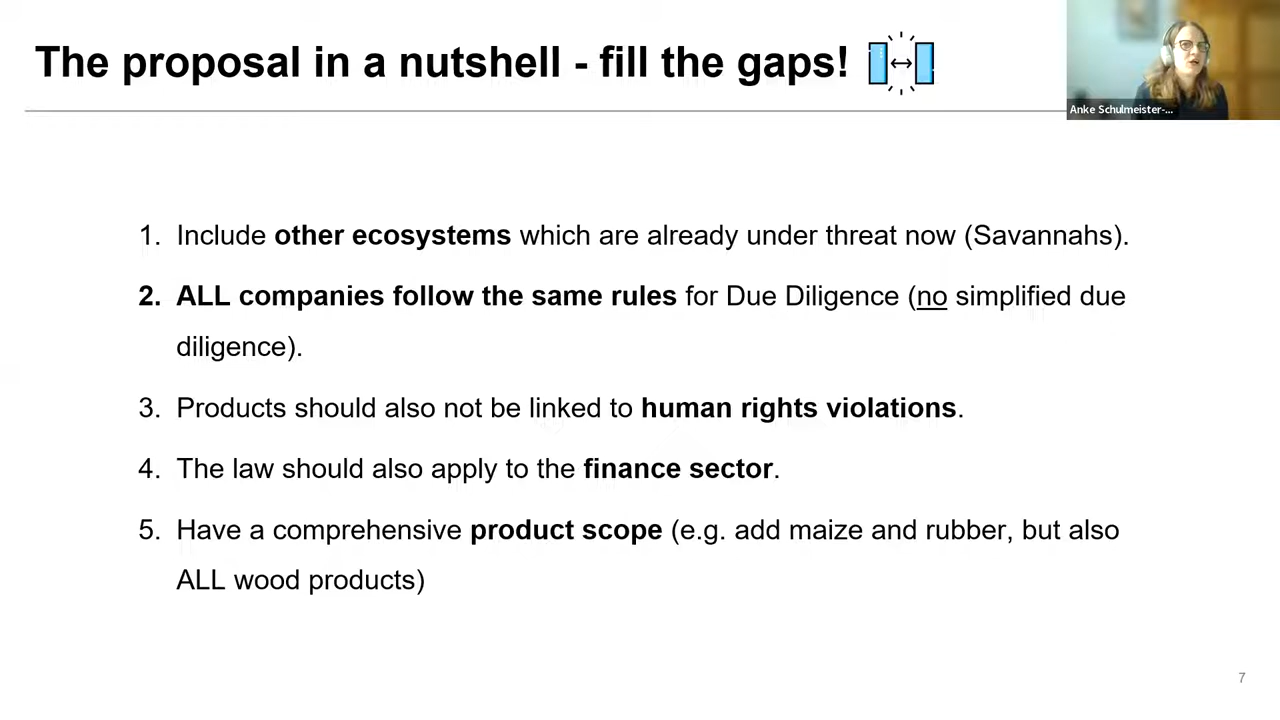 The proposal in a nutshell - fill the gaps!
Anke Schulmeister-...
1. Include other ecosystems which are already under threat now (Savannahs).
2. ALL companies follow the same rules for Due Diligence (no simplified due
diligence).
3. Products should also not be linked to human rights violations.
4. The law should also apply to the finance sector.
5. Have a comprehensive product scope (e.g. add maize and rubber, but also
ALL wood products)
7